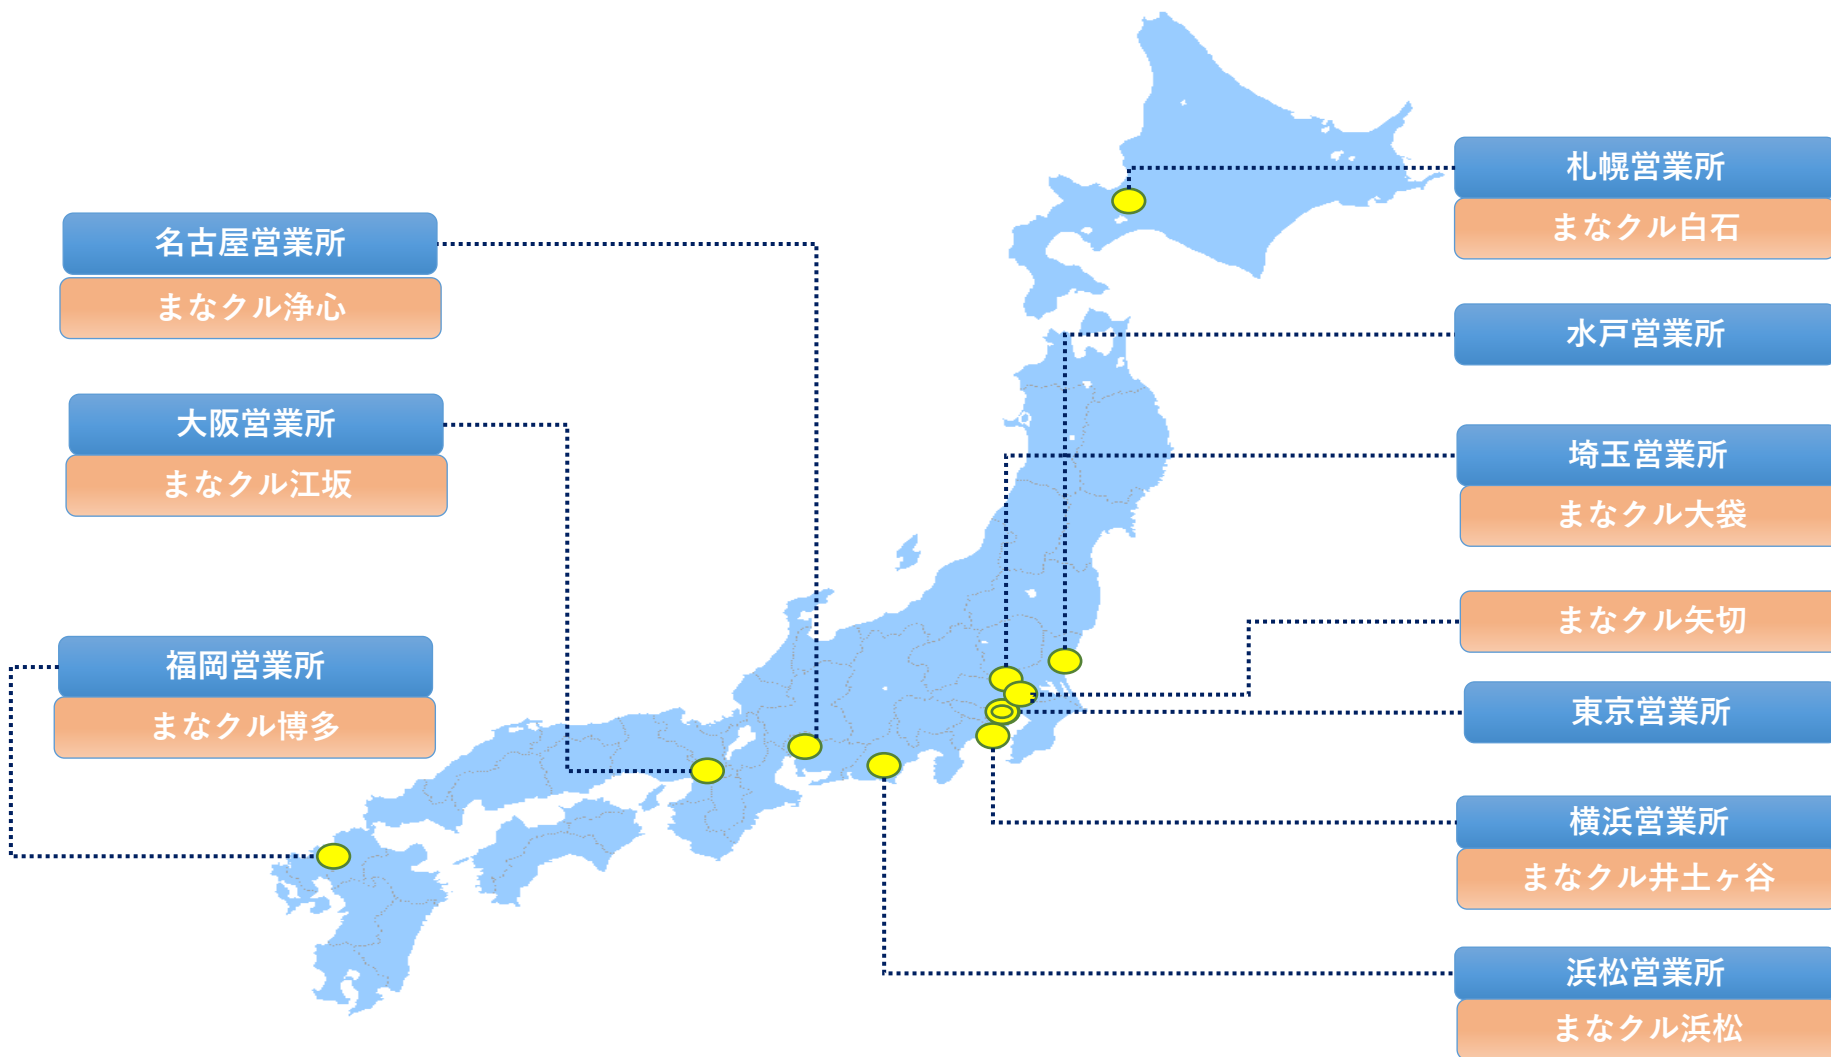 名古屋営業所
まなクル浄心
大阪営業所
まなクル江坂
福岡営業所
まなクル博多
札幌営業所
まなクル白石
水戸営業所
埼玉営業所
まなクル大袋
まなクル矢切
東京営業所
横浜営業所
まなクル井土ヶ谷
浜松営業所
まなクル浜松